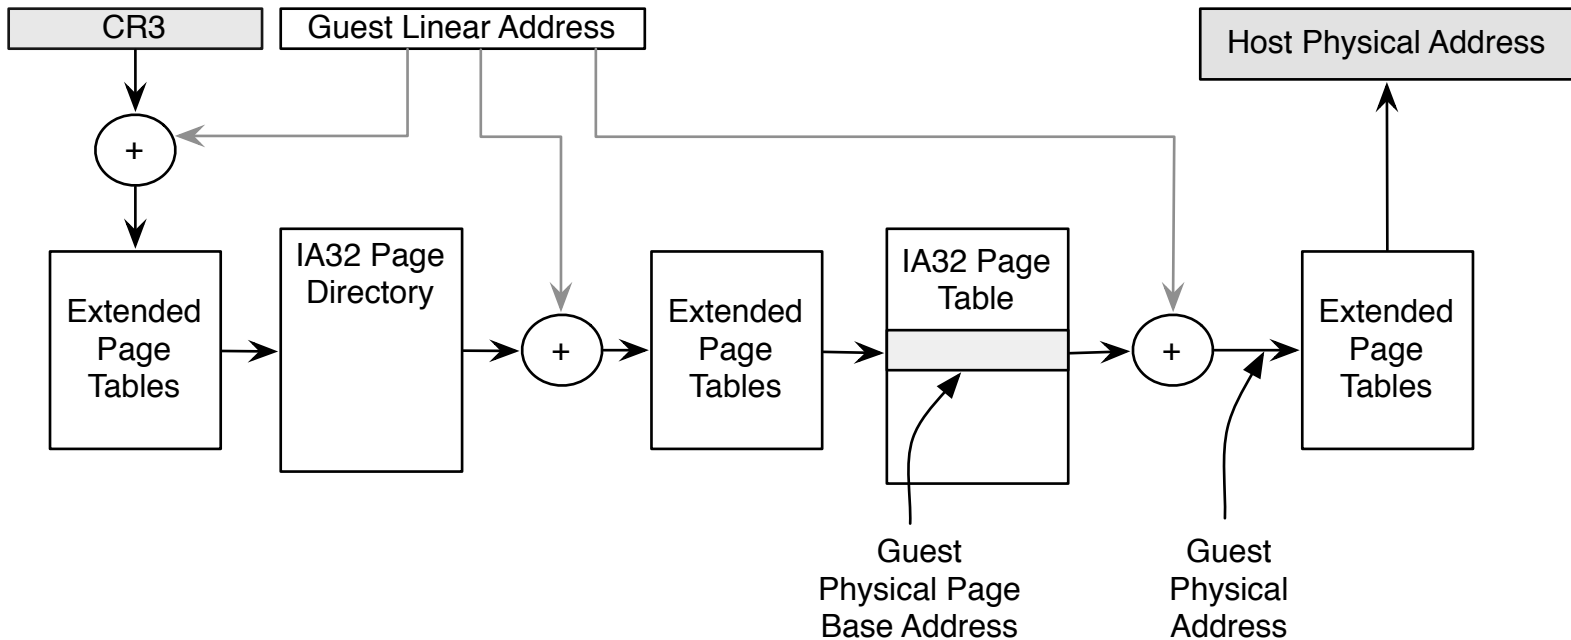 CR3
Guest Linear Address
Host Physical Address
+
Extended
Page
Tables
IA32 Page
Directory
+
Extended
Page
Tables
IA32 Page
Table
+
Extended
Page
Tables
Guest
Physical Page
Base Address
Guest
Physical
Address